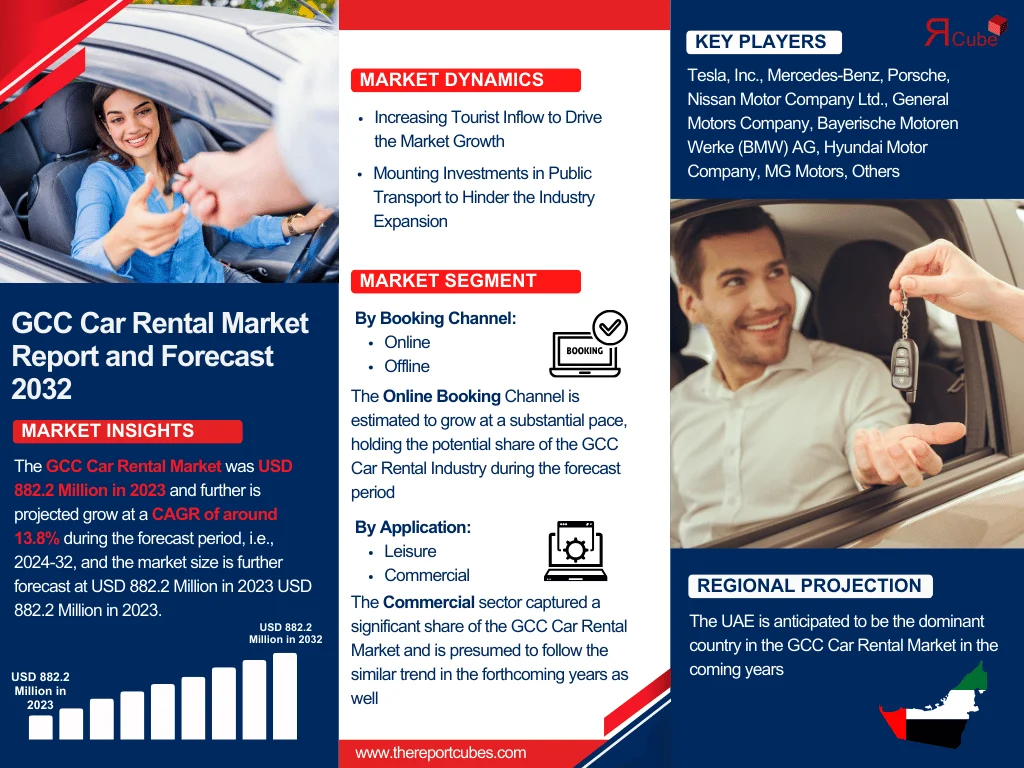 GCC Car Rental Market
Report and Forecast
2032
MARKET INSIGHTS
The GCC Car Rental Market was USD
882.2 Million in 2023 and further is
projected grow at a CAGR of around
13.8% during the forecast period, i.e.,
2024-32, and the market size is further
forecast at USD 882.2 Million in 2023 USD
882.2 Million in 2023.
USD 882.2
Million in 2032
USD 882.2
Million in
2023
MARKET DYNAMICS
• Increasing Tourist Inflow to Drive
the Market Growth
• Mounting Investments in Public
Transport to Hinder the Industry
Expansion
MARKET SEGMENT
By Booking Channel:
• Online
• Offline
BOOKING
The Online Booking Channel is
estimated to grow at a substantial pace,
holding the potential share of the GCC
Car Rental Industry during the forecast
period
By Application:
• Leisure
• Commercial
The Commercial sector captured a
significant share of the GCC Car Rental
Market and is presumed to follow the
similar trend in the forthcoming years as
well
www.thereportcubes.com
ЯCube
KEY PLAYERS
Tesla, Inc., Mercedes-Benz, Porsche,
Nissan Motor Company Ltd., General
Motors Company, Bayerische Motoren
Werke (BMW) AG, Hyundai Motor
Company, MG Motors, Others
REGIONAL PROJECTION
The UAE is anticipated to be the dominant
country in the GCC Car Rental Market in the
coming years